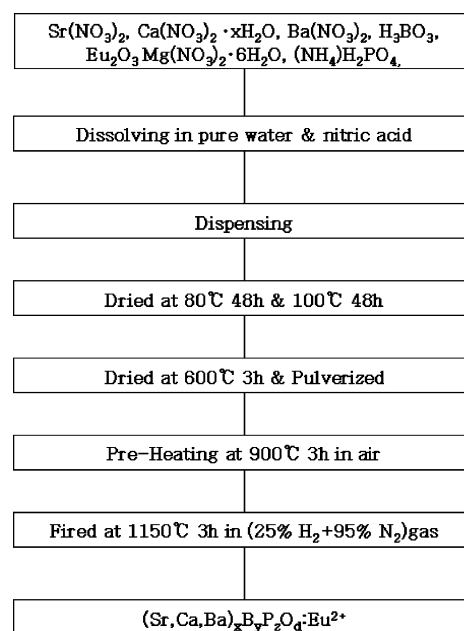 Sr(NO₃)₂, Ca(NO₃)₂·xH₂O, Ba(NO₃)₂, H₃BO₃,
Eu₂O₃ Mg(NO₃)₂·6H₂O, (NH₄)H₂PO₄,
Dissolving in pure water & nitric acid
Dispensing
Dried at 80℃ 48h & 100℃ 48h
Dried at 600℃ 3h & Pulverized
Pre-Heating at 900℃ 3h in air
Fired at 1150℃ 3h in (25% H₂+95% N₂)gas
(Sr,Ca,Ba)ₓBᵧP₂O_d:Eu²⁺